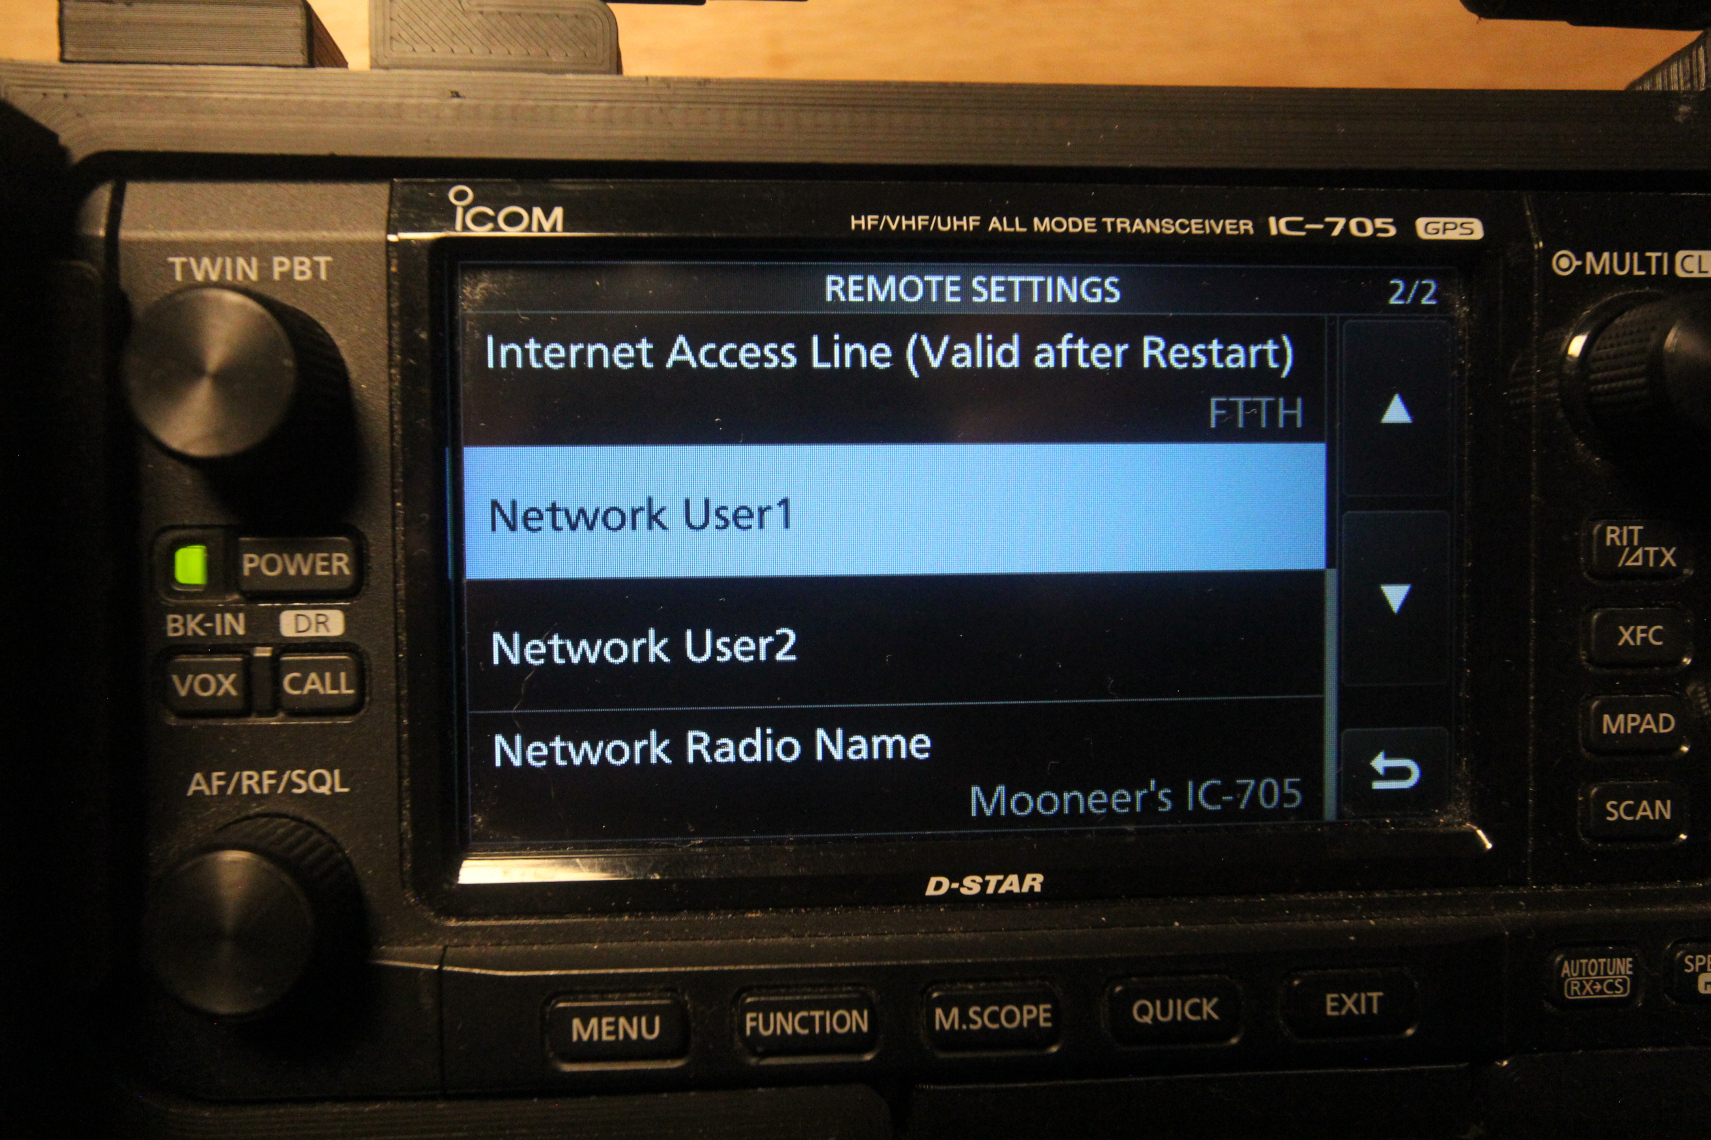 ICOM
HF/VHF/UHF ALL MODE TRANSCEIVER IC-705 GPS
TWIN PBT
MULTI
REMOTE SETTINGS 2/2
Internet Access Line (Valid after Restart)
FTTH
Network User1
Network User2
Network Radio Name
Mooneer's IC-705
POWER
BK-IN DR
VOX CALL
AF/RF/SQL
RIT
/ΔTX
XFC
MPAD
SCAN
D-STAR
MENU FUNCTION M.SCOPE QUICK EXIT
AUTOTUNE
RX→CS